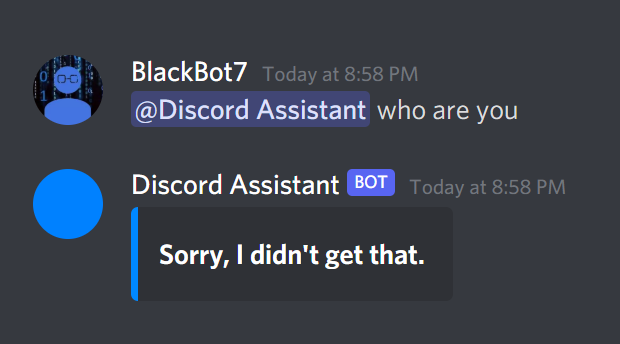 BlackBot7 Today at 8:58 PM
@Discord Assistant who are you
Discord Assistant BOT Today at 8:58 PM
Sorry, I didn't get that.